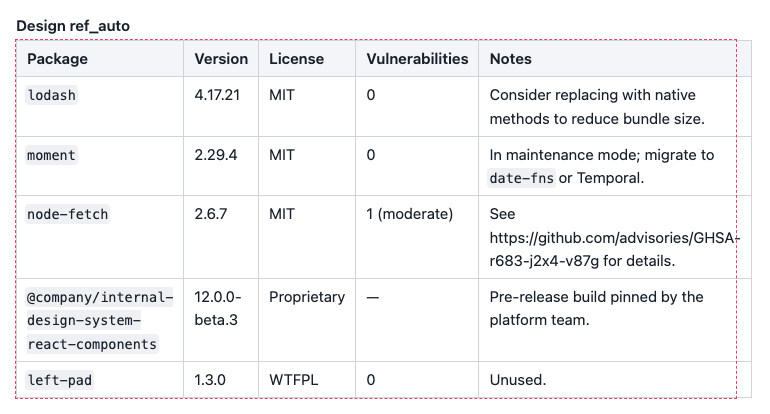 Design ref_auto
Package Version License Vulnerabilities Notes
lodash 4.17.21 MIT 0 Consider replacing with native
methods to reduce bundle size.
moment 2.29.4 MIT 0 In maintenance mode; migrate to
date-fns or Temporal.
node-fetch 2.6.7 MIT 1 (moderate) See
https://github.com/advisories/GHSA-
r683-j2x4-v87g for details.
@company/internal- 12.0.0- Proprietary — Pre-release build pinned by the
design-system- beta.3 platform team.
react-components
left-pad 1.3.0 WTFPL 0 Unused.